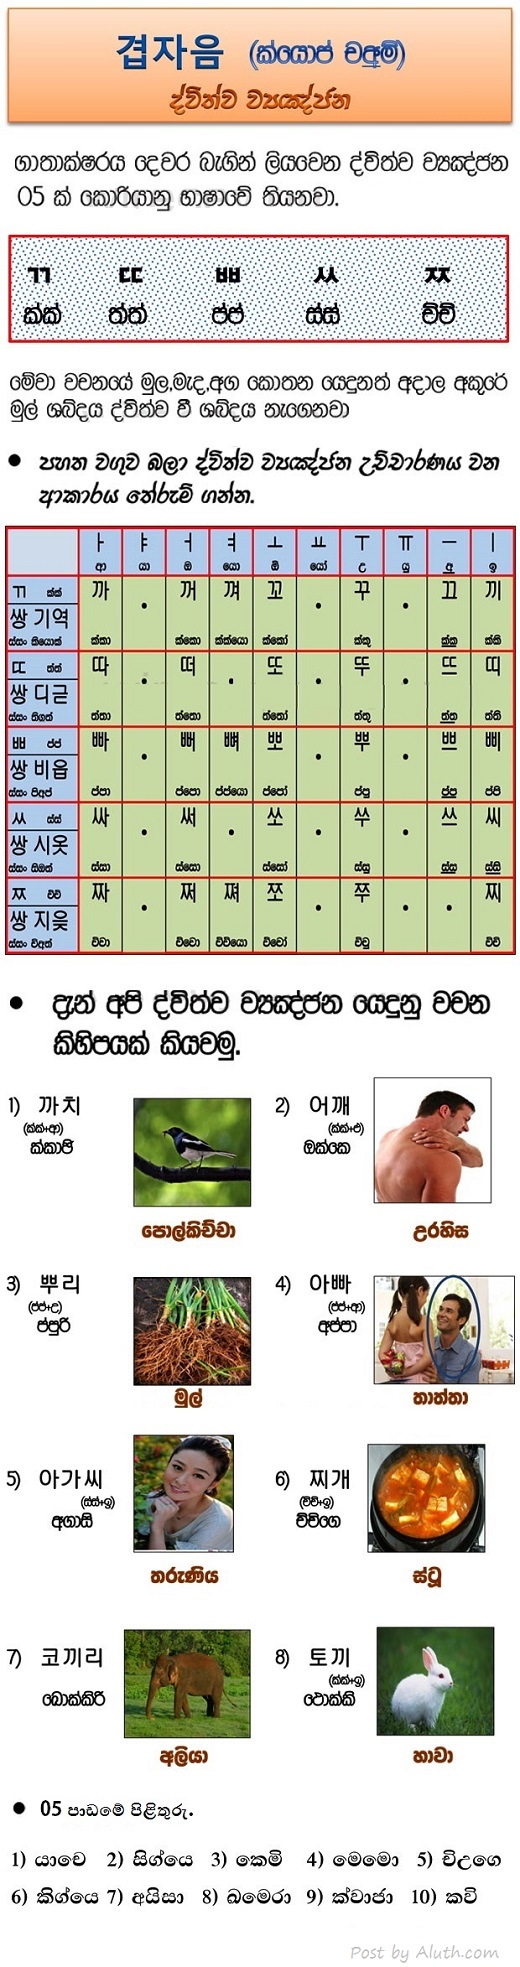 겹자음 (ක්යොප් චඅුම්)
ද්විත්ව ව්‍යඤ්ජන
ගාතාක්ෂරය දෙවර බැගින් ලියවෙන ද්විත්ව ව්‍යඤ්ජන
05 ක් කොරියානු භාෂාවේ තියනවා.
ㄲ ㄸ ㅃ ㅆ ㅉ
ක්ක් ත්ත් ප්ප් ස්ස් ච්ච්
මේවා වචනයේ මුල,මැද,අග කොතන යෙදුනත් අදාල අකුරේ
මුල් ශබ්දය ද්විත්ව වී ශබ්දය නැගෙනවා
● පහත වගුව බලා ද්විත්ව ව්‍යඤ්ජන උච්චාරණය වන
ආකාරය තේරුම් ගන්න.
ㅏ ㅑ ㅓ ㅕ ㅗ ㅛ ㅜ ㅠ ㅡ ㅣ
ආ යා ඔ යො ඕ යෝ උ යු අු ඉ
ㄲ ක්ක් 까 • 꺼 껴 꼬 • 꾸 • 끄 끼
쌍 기역
ස්සං කියොක් ක්කා ක්කො ක්ක්යො ක්කෝ ක්කු ක්කු ක්කි
ㄸ ත්ත් 따 • 떠 • 또 • 뚜 • 뜨 띠
쌍 디귿
ස්සං තිගත් ත්තා ත්තො ත්තෝ ත්තු ත්තු ත්ති
ㅃ ප්ප් 빠 • 뻐 뼈 뽀 • 뿌 • 쁘 삐
쌍 비읍
ස්සං පිඅප් ප්පා ප්පො ප්ප්යො ප්පෝ ප්පු ප්පු ප්පි
ㅆ ස්ස් 싸 • 써 • 쏘 • 쑤 • 쓰 씨
쌍 시옷
ස්සං සිඔත් ස්සා ස්සො ස්සෝ ස්සු ස්සු ස්සි
ㅉ ච්ච් 짜 • 쩌 쪄 쪼 • 쭈 • • 찌
쌍 지읒
ස්සං චිඅත් ච්චා ච්චො ච්ච්යො ච්චෝ ච්චු ච්චි
● දැන් අපි ද්විත්ව ව්‍යඤ්ජන යෙදුනු වචන
කිහිපයක් කියවමු.
1) 까치
(ක්ක්+ආ)
ක්කාඡි
පොල්කිච්චා
2) 어깨
(ක්ක්+එ)
ඔක්කෙ
උරහිස
3) 뿌리
(ප්ප්+උ)
ප්පුරි
මුල්
4) 아빠
(ප්ප්+ආ)
අප්පා
තාත්තා
5) 아가씨
(ස්ස්+ඉ)
අගාසි
තරුණිය
6) 찌개
(ච්ච්+ඉ)
ච්චිගෙ
ස්ටූ
7) 코끼리
ඛොක්කිරි
අලියා
8) 토끼
(ක්ක්+ඉ)
ථොක්කි
හාවා
● 05 පාඩමේ පිළිතුරු.
1) යාචෙ 2) සිග්යෙ 3) කෙමි 4) මෙමො 5) චිඋගෙ
6) කිග්යෙ 7) අයිසා 8) ඛමෙරා 9) ක්වාජා 10) කචි
Post by Aluth.com